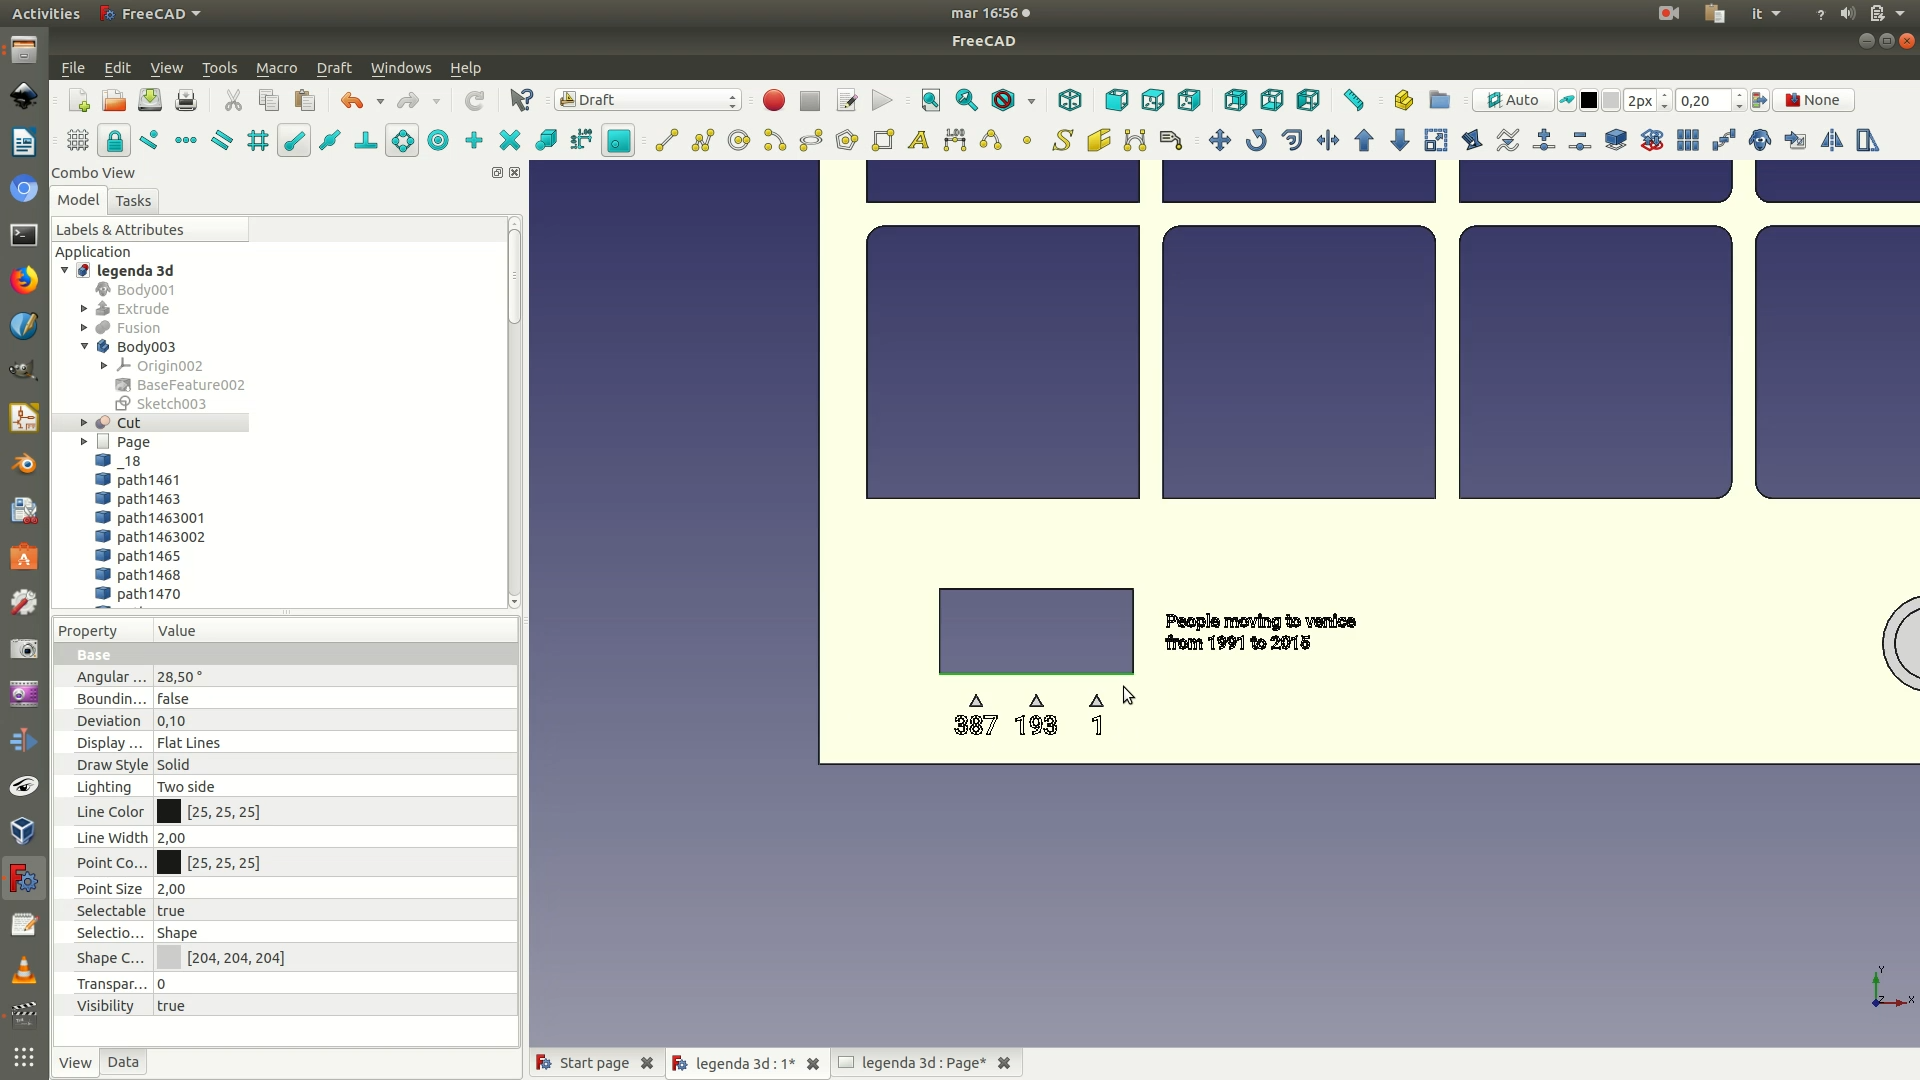 Activities FreeCAD mar 16:56 it ?
FreeCAD
File Edit View Tools Macro Draft Windows Help
Draft Auto 2px 0,20 None
Combo View
Model Tasks
Labels & Attributes
Application
legenda 3d
Body001
Extrude
Fusion
Body003
Origin002
BaseFeature002
Sketch003
Cut
Page
_18
path1461
path1463
path1463001
path1463002
path1465
path1468
path1470
Property Value
Base
Angular ... 28,50 °
Boundin... false
Deviation 0,10
Display ... Flat Lines
Draw Style Solid
Lighting Two side
Line Color [25, 25, 25]
Line Width 2,00
Point Co... [25, 25, 25]
Point Size 2,00
Selectable true
Selectio... Shape
Shape C... [204, 204, 204]
Transpar... 0
Visibility true
View Data
People moving to venice
from 1991 to 2015
387 193 1
Y
Z X
Start page legenda 3d : 1* legenda 3d : Page*